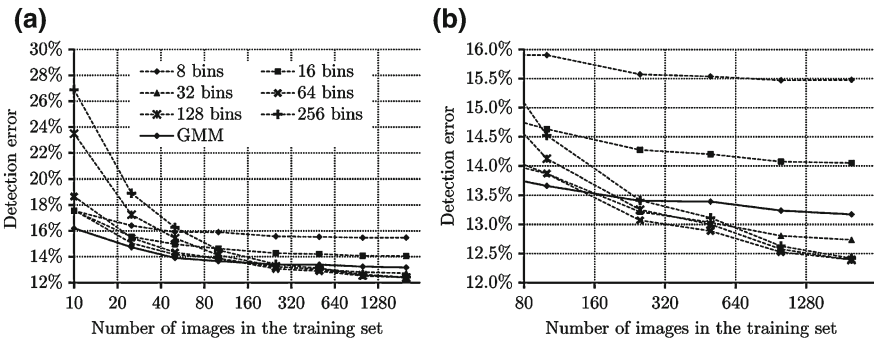 (a)
30%
28%
26%
24%
22%
20%
18%
16%
14%
12%
Detection error
8 bins
16 bins
32 bins
64 bins
128 bins
256 bins
GMM
10
20
40
80
160
320
640
1280
Number of images in the training set
(b)
16.0%
15.5%
15.0%
14.5%
14.0%
13.5%
13.0%
12.5%
12.0%
Detection error
80
160
320
640
1280
Number of images in the training set